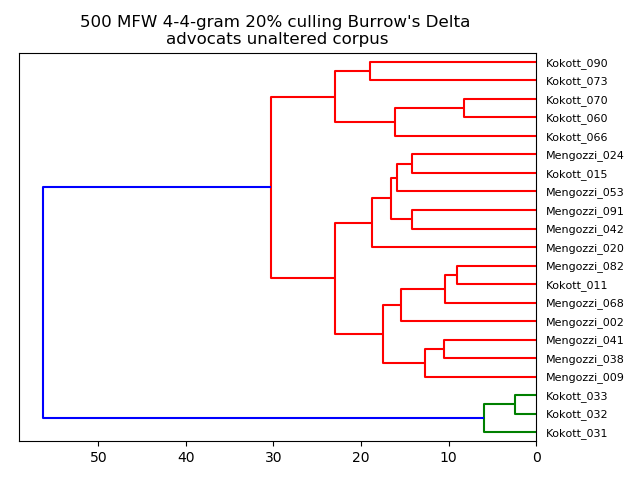 500 MFW 4-4-gram 20% culling Burrow's Delta
advocats unaltered corpus
Kokott_090
Kokott_073
Kokott_070
Kokott_060
Kokott_066
Mengozzi_024
Kokott_015
Mengozzi_053
Mengozzi_091
Mengozzi_042
Mengozzi_020
Mengozzi_082
Kokott_011
Mengozzi_068
Mengozzi_002
Mengozzi_041
Mengozzi_038
Mengozzi_009
Kokott_033
Kokott_032
Kokott_031
50 40 30 20 10 0